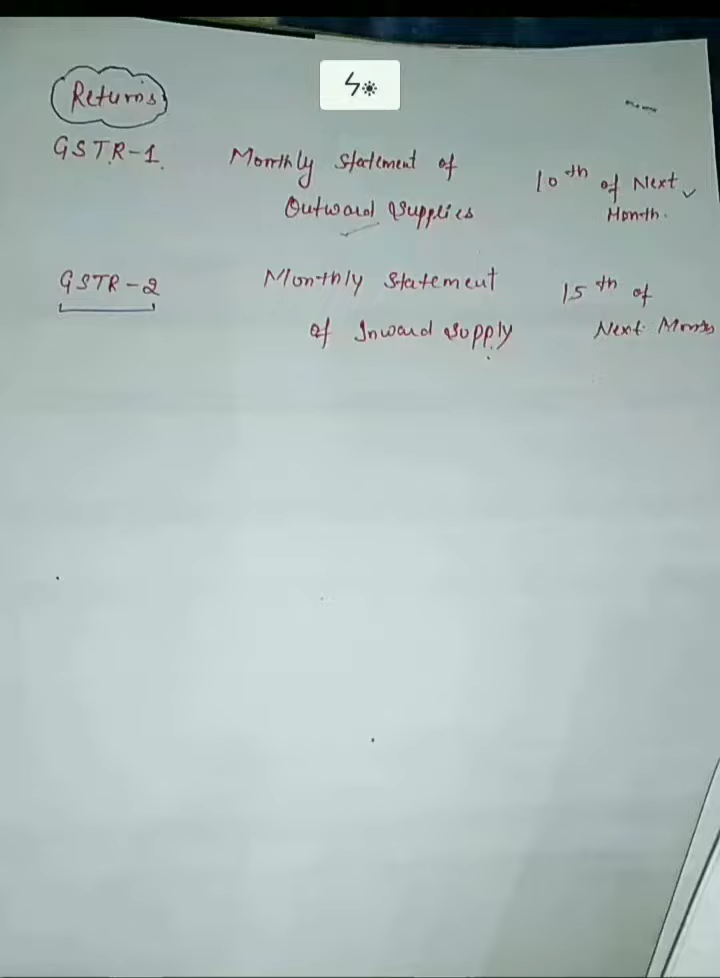 Returns
GSTR-1. Monthly Statement of 10th of Next
Outward Supplies Month.
GSTR-2 Monthly Statement 15th of
of Inward Supply Next